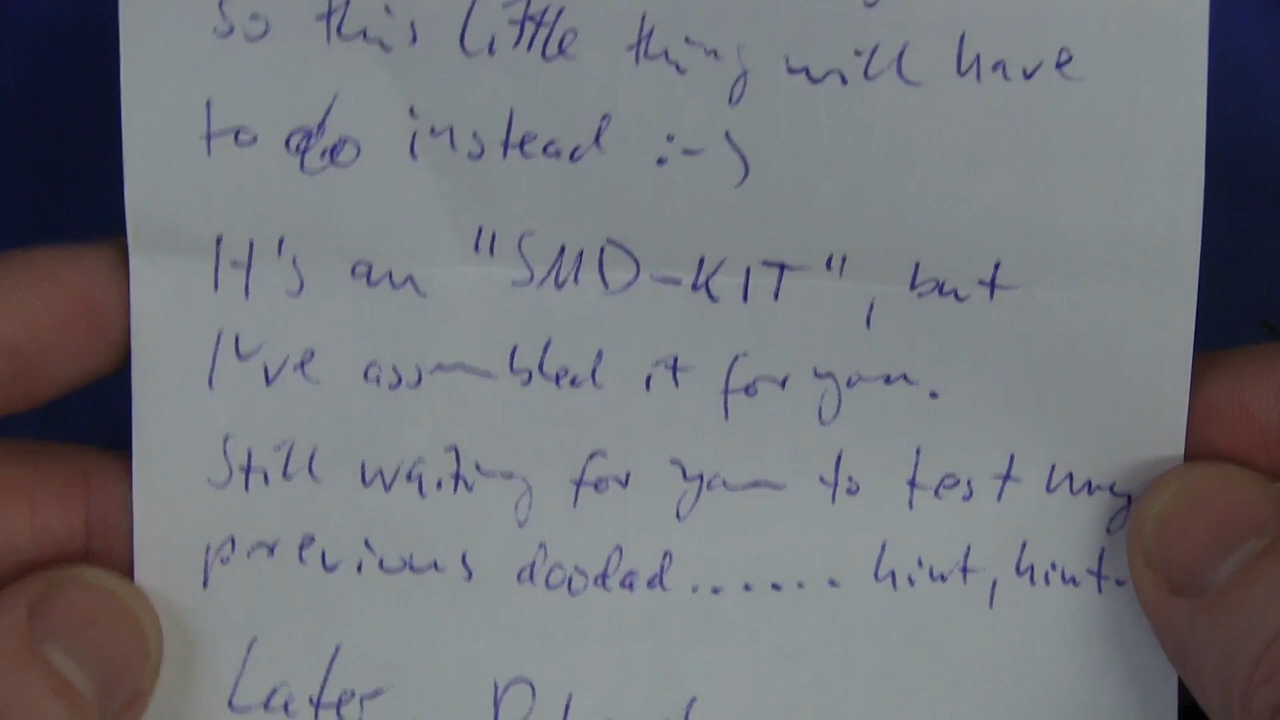 so this little thing will have
to do instead :-)
It's an "SMD-KIT", but
I've assembled it for you.
Still waiting for you to test my
previous doodad...... hint, hint.
Later